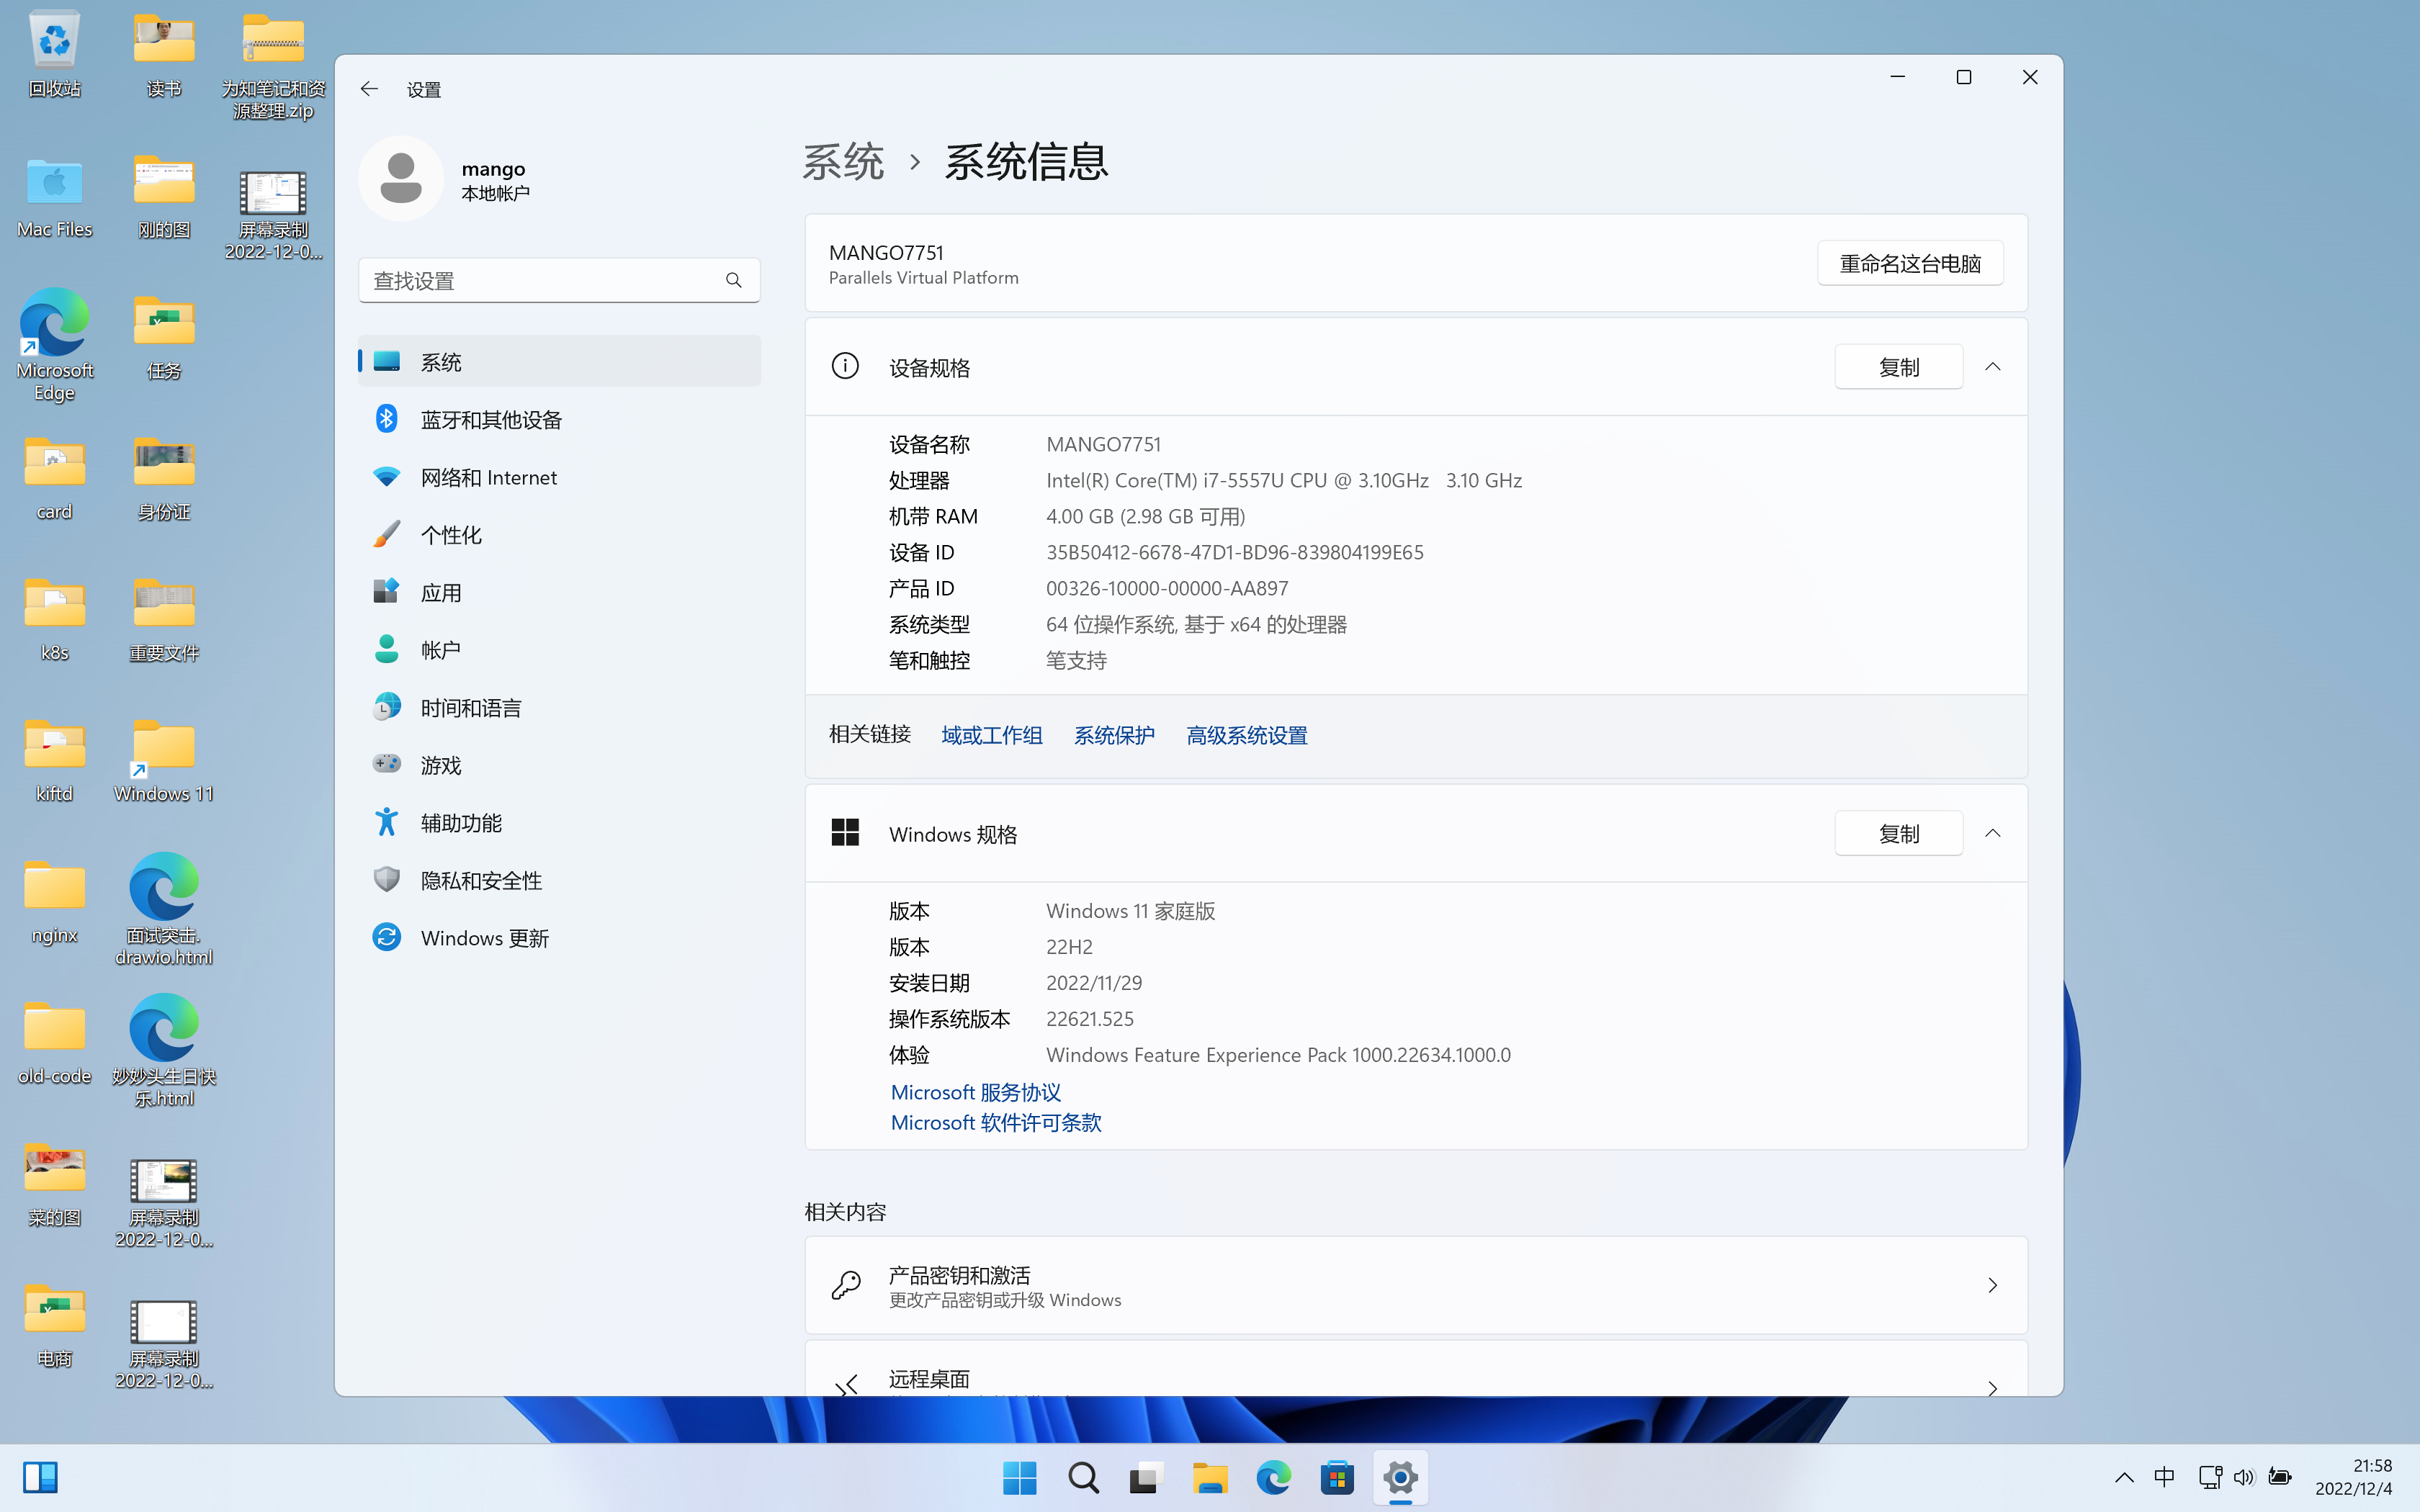 回收站
读书
为知笔记和资
源整理.zip
Mac Files
刚的图
屏幕录制
2022-12-0...
Microsoft
Edge
任务
card
身份证
k8s
重要文件
kiftd
Windows 11
nginx
面试突击.
drawio.html
old-code
妙妙头生日快
乐.html
菜的图
屏幕录制
2022-12-0...
电商
屏幕录制
2022-12-0...
设置
mango
本地帐户
查找设置
系统
蓝牙和其他设备
网络和 Internet
个性化
应用
帐户
时间和语言
游戏
辅助功能
隐私和安全性
Windows 更新
系统 › 系统信息
MANGO7751
Parallels Virtual Platform
重命名这台电脑
设备规格
复制
设备名称 MANGO7751
处理器 Intel(R) Core(TM) i7-5557U CPU @ 3.10GHz 3.10 GHz
机带 RAM 4.00 GB (2.98 GB 可用)
设备 ID 35B50412-6678-47D1-BD96-839804199E65
产品 ID 00326-10000-00000-AA897
系统类型 64 位操作系统, 基于 x64 的处理器
笔和触控 笔支持
相关链接 域或工作组 系统保护 高级系统设置
Windows 规格
复制
版本 Windows 11 家庭版
版本 22H2
安装日期 2022/11/29
操作系统版本 22621.525
体验 Windows Feature Experience Pack 1000.22634.1000.0
Microsoft 服务协议
Microsoft 软件许可条款
相关内容
产品密钥和激活
更改产品密钥或升级 Windows
远程桌面
中
21:58
2022/12/4